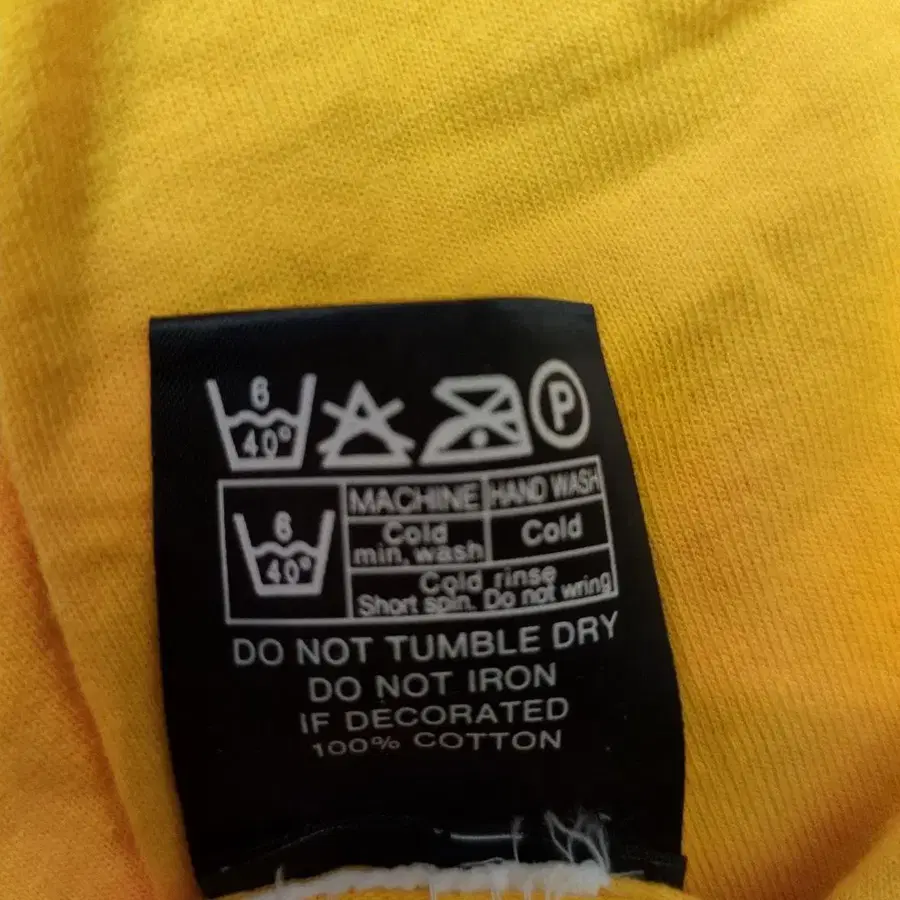 6 40° P
MACHINE HAND WASH
6 40° Cold min. wash Cold
Cold rinse
Short spin. Do not wring
DO NOT TUMBLE DRY
DO NOT IRON
IF DECORATED
100% COTTON